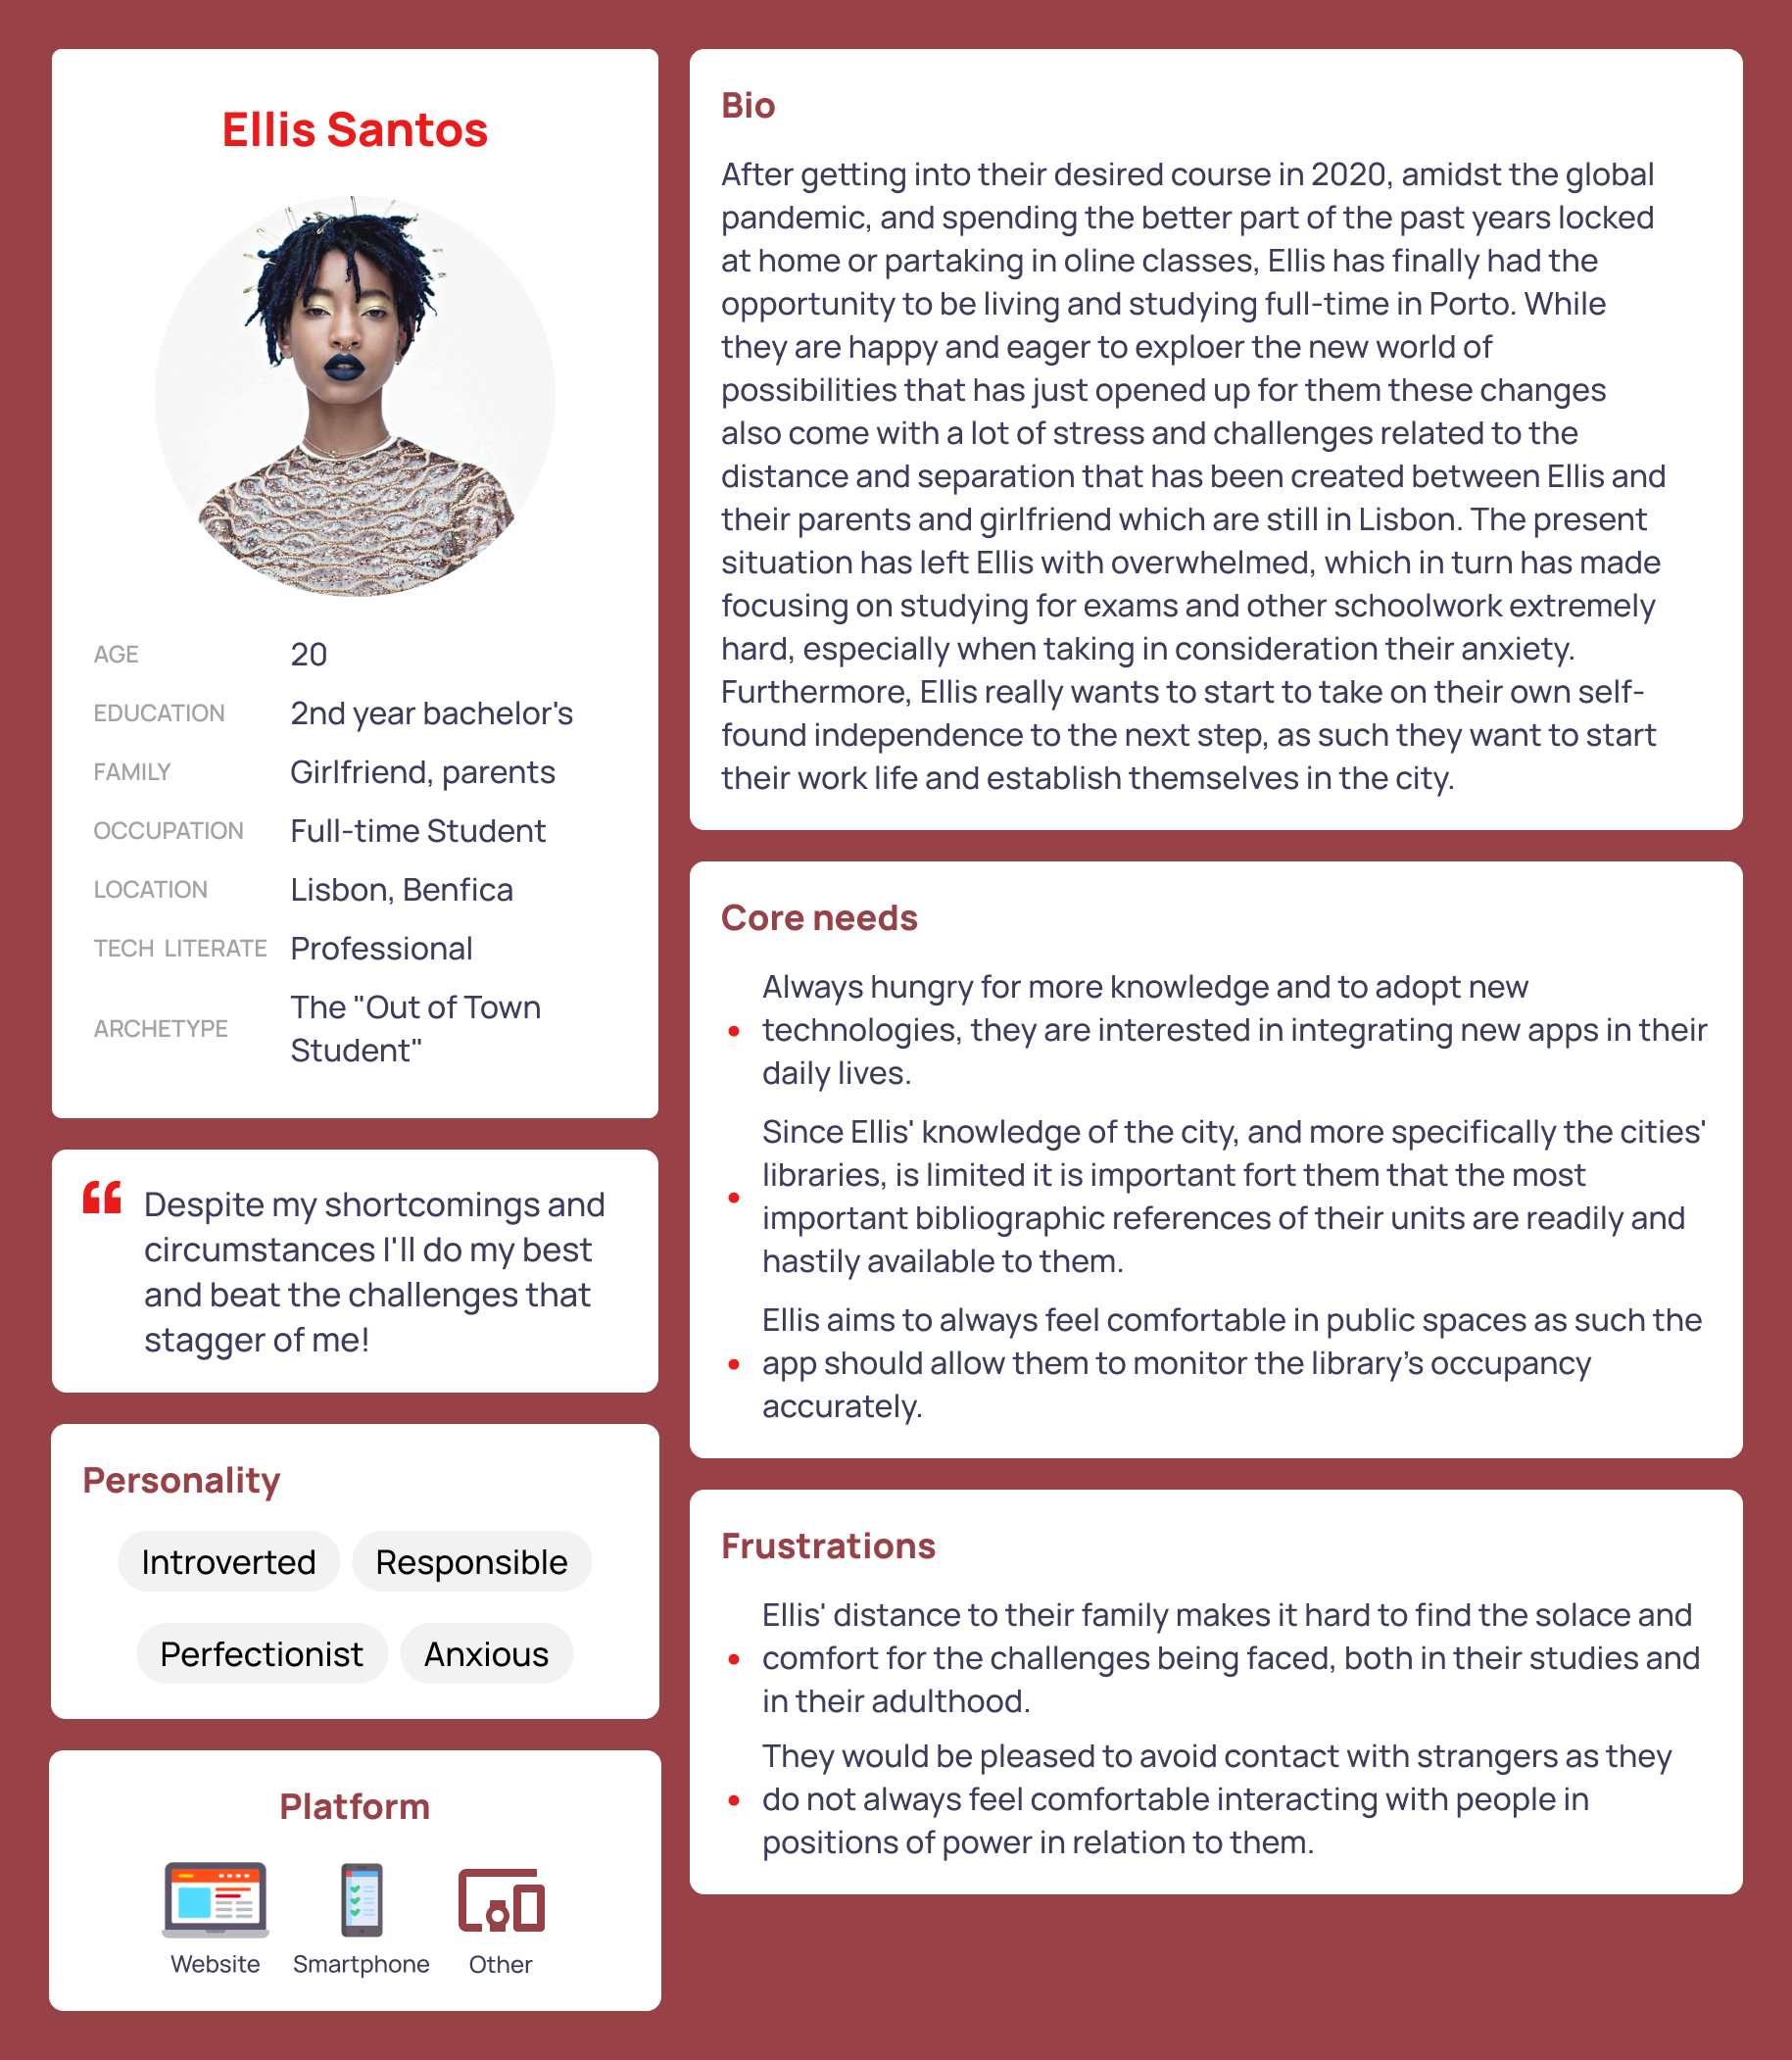 Ellis Santos
AGE 20
EDUCATION 2nd year bachelor's
FAMILY Girlfriend, parents
OCCUPATION Full-time Student
LOCATION Lisbon, Benfica
TECH LITERATE Professional
ARCHETYPE The "Out of Town
Student"
Despite my shortcomings and
circumstances I'll do my best
and beat the challenges that
stagger of me!
Personality
Introverted Responsible
Perfectionist Anxious
Platform
Website Smartphone Other
Bio
After getting into their desired course in 2020, amidst the global
pandemic, and spending the better part of the past years locked
at home or partaking in oline classes, Ellis has finally had the
opportunity to be living and studying full-time in Porto. While
they are happy and eager to exploer the new world of
possibilities that has just opened up for them these changes
also come with a lot of stress and challenges related to the
distance and separation that has been created between Ellis and
their parents and girlfriend which are still in Lisbon. The present
situation has left Ellis with overwhelmed, which in turn has made
focusing on studying for exams and other schoolwork extremely
hard, especially when taking in consideration their anxiety.
Furthermore, Ellis really wants to start to take on their own self-
found independence to the next step, as such they want to start
their work life and establish themselves in the city.
Core needs
Always hungry for more knowledge and to adopt new
• technologies, they are interested in integrating new apps in their
daily lives.
Since Ellis' knowledge of the city, and more specifically the cities'
• libraries, is limited it is important fort them that the most
important bibliographic references of their units are readily and
hastily available to them.
Ellis aims to always feel comfortable in public spaces as such the
• app should allow them to monitor the library’s occupancy
accurately.
Frustrations
Ellis' distance to their family makes it hard to find the solace and
• comfort for the challenges being faced, both in their studies and
in their adulthood.
They would be pleased to avoid contact with strangers as they
• do not always feel comfortable interacting with people in
positions of power in relation to them.